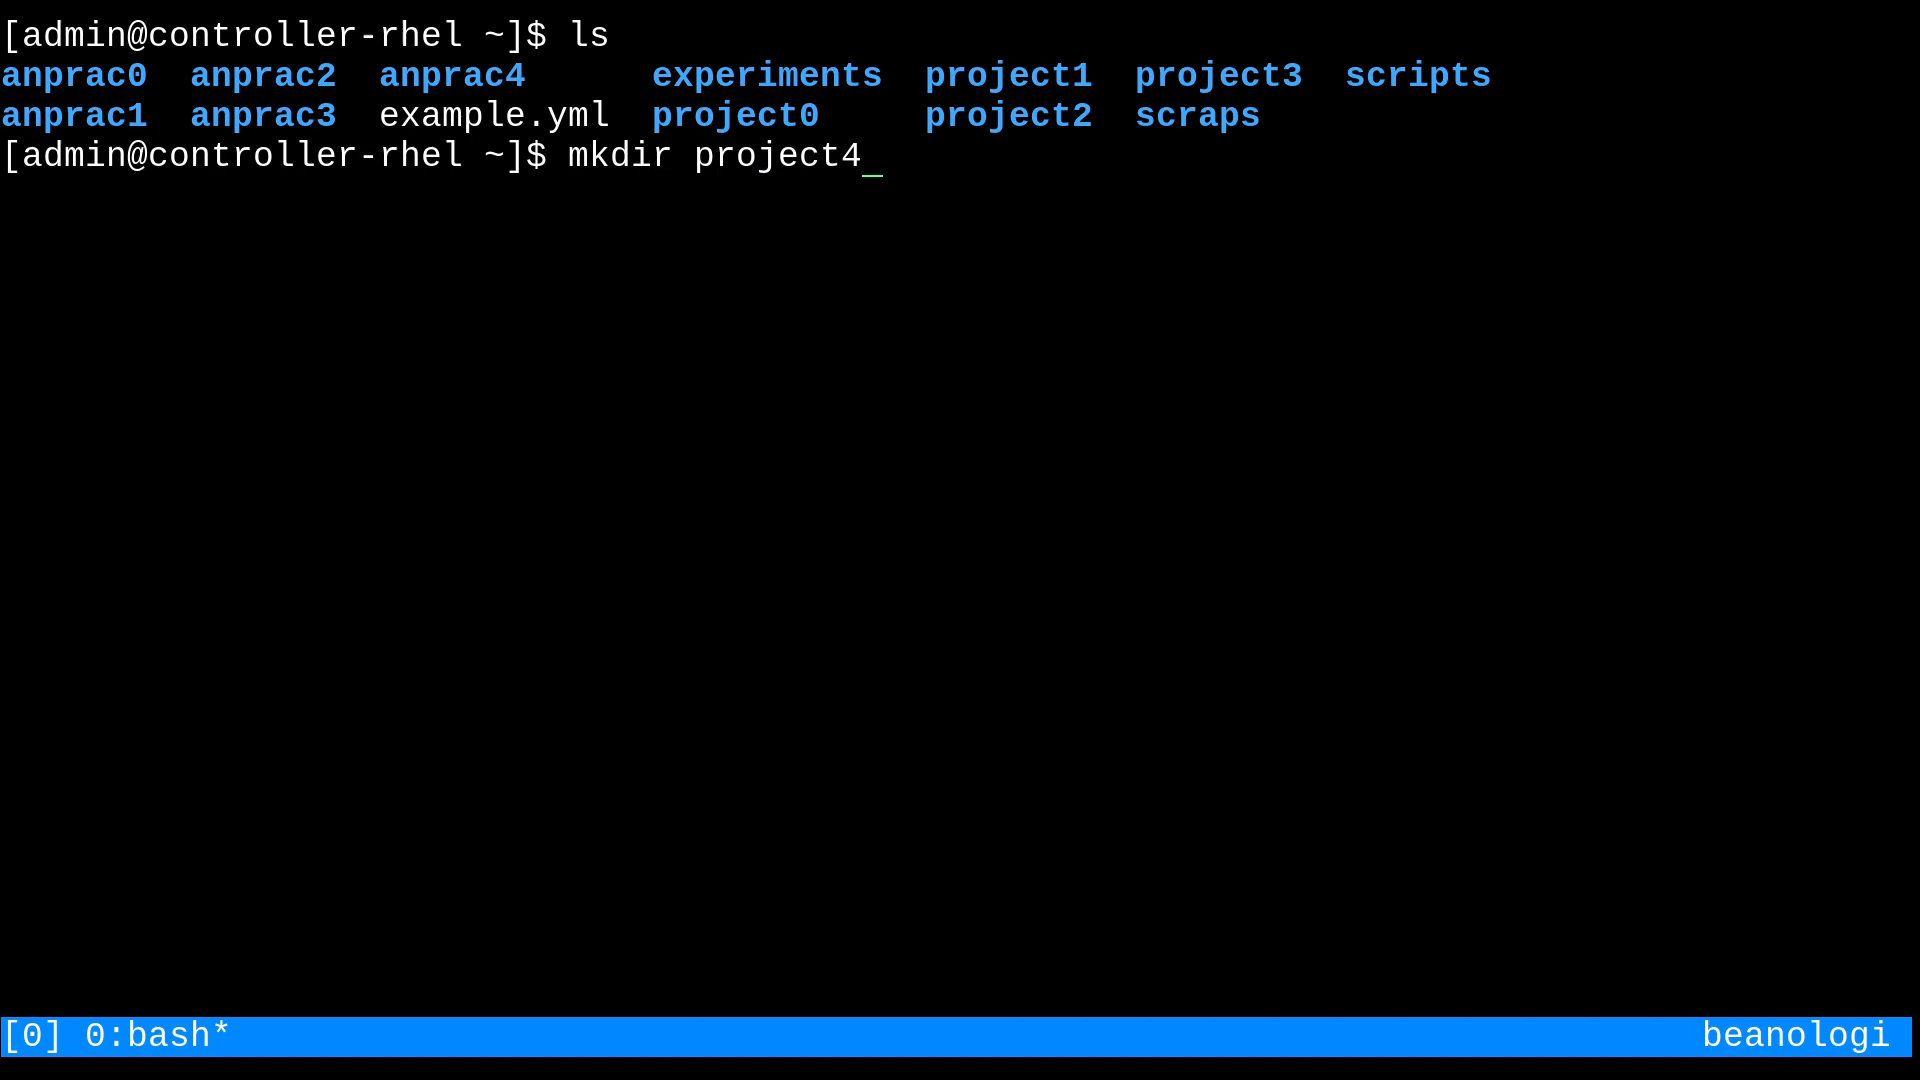 [admin@controller-rhel ~]$ ls
anprac0  anprac2  anprac4      experiments  project1  project3  scripts
anprac1  anprac3  example.yml  project0     project2  scraps
[admin@controller-rhel ~]$ mkdir project4_
[0] 0:bash*  beanologi